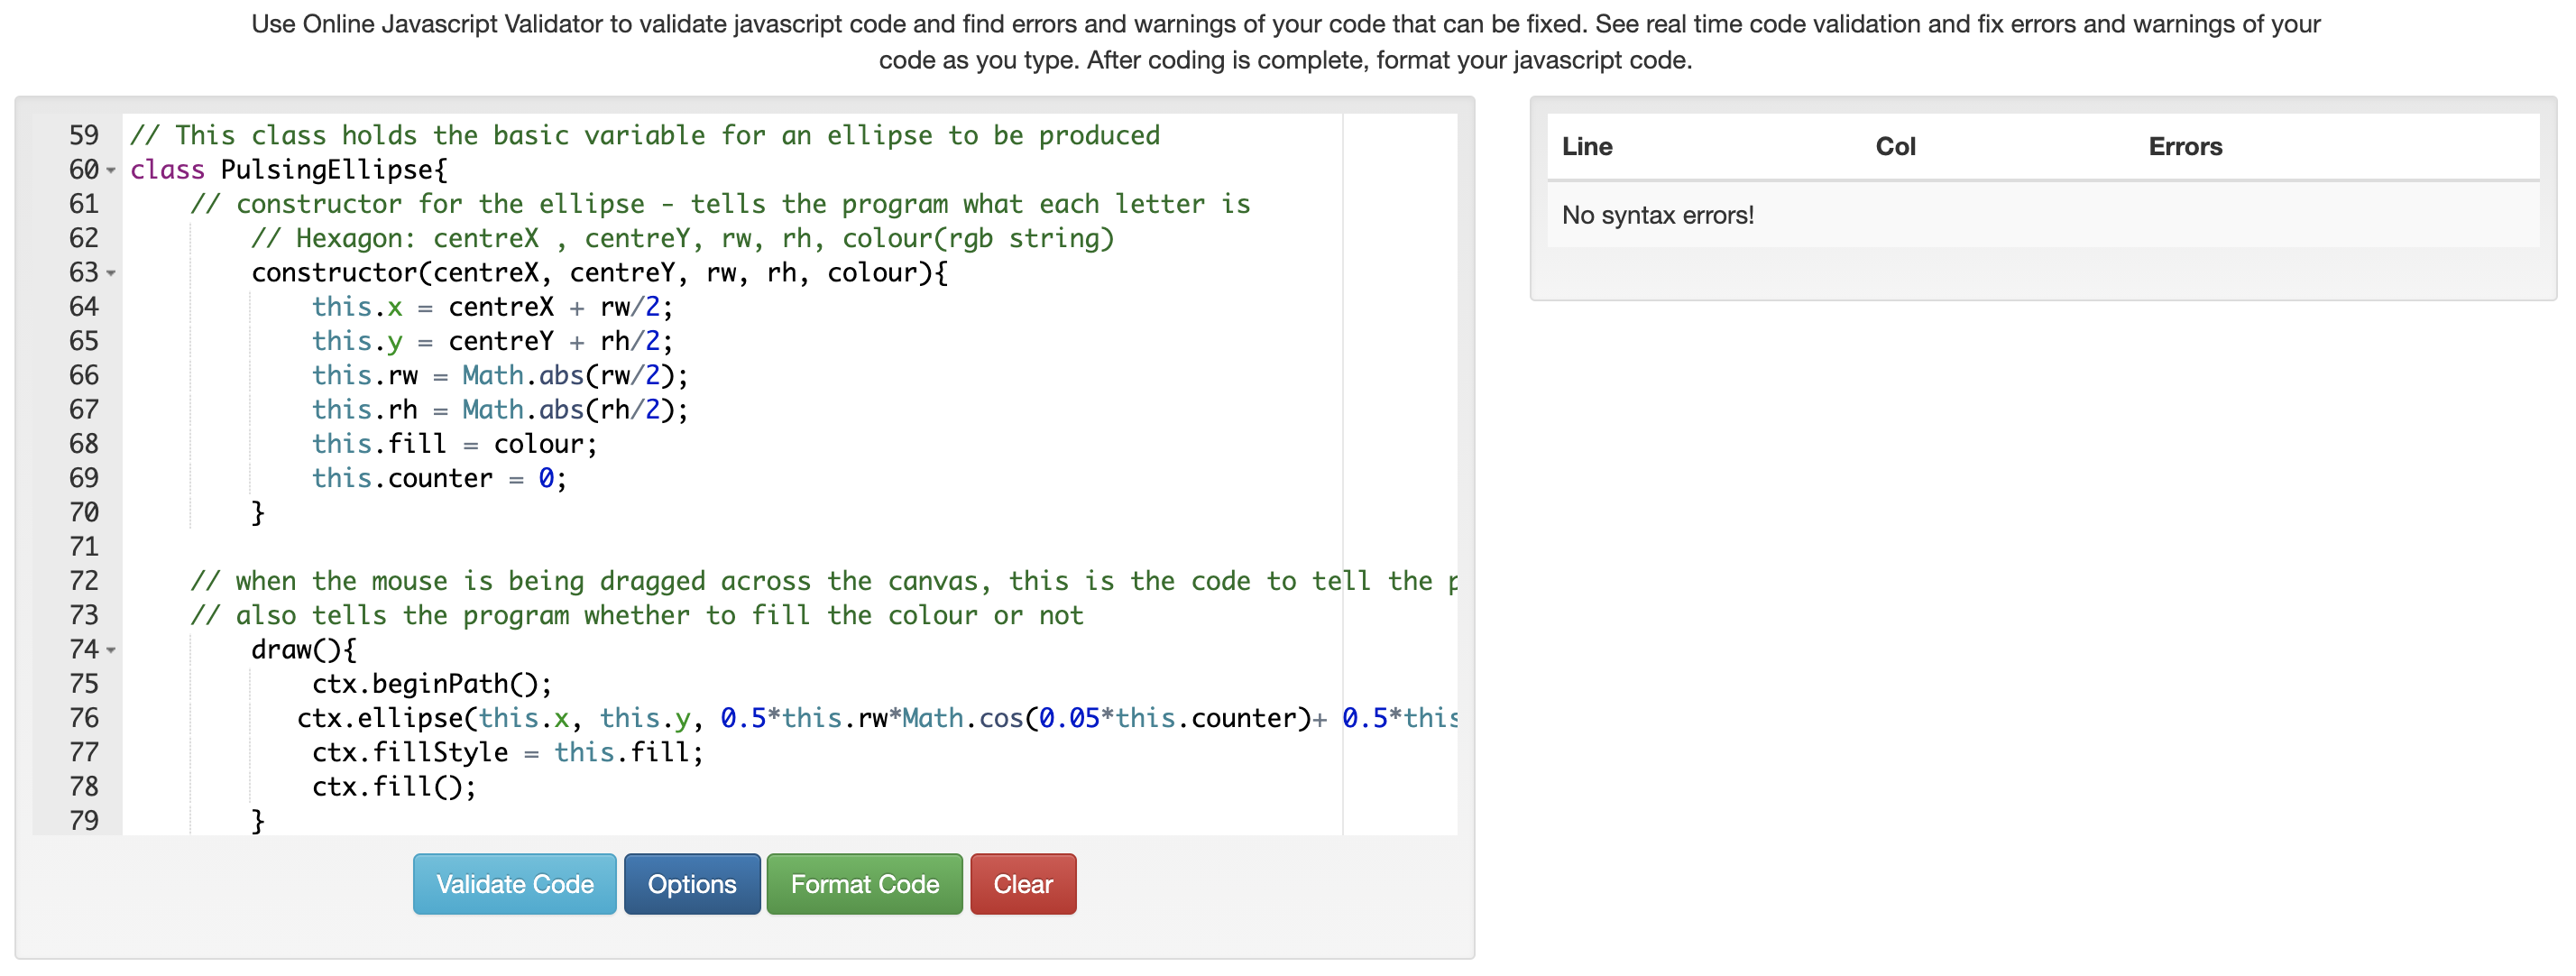 Use Online Javascript Validator to validate javascript code and find errors and warnings of your code that can be fixed. See real time code validation and fix errors and warnings of your
code as you type. After coding is complete, format your javascript code.
59 // This class holds the basic variable for an ellipse to be produced
60 class PulsingEllipse{
61 // constructor for the ellipse - tells the program what each letter is
62 // Hexagon: centreX , centreY, rw, rh, colour(rgb string)
63 constructor(centreX, centreY, rw, rh, colour){
64 this.x = centreX + rw/2;
65 this.y = centreY + rh/2;
66 this.rw = Math.abs(rw/2);
67 this.rh = Math.abs(rh/2);
68 this.fill = colour;
69 this.counter = 0;
70 }
71
72 // when the mouse is being dragged across the canvas, this is the code to tell the
73 // also tells the program whether to fill the colour or not
74 draw(){
75 ctx.beginPath();
76 ctx.ellipse(this.x, this.y, 0.5*this.rw*Math.cos(0.05*this.counter)+ 0.5*this
77 ctx.fillStyle = this.fill;
78 ctx.fill();
79 }
Validate Code Options Format Code Clear
Line Col Errors
No syntax errors!